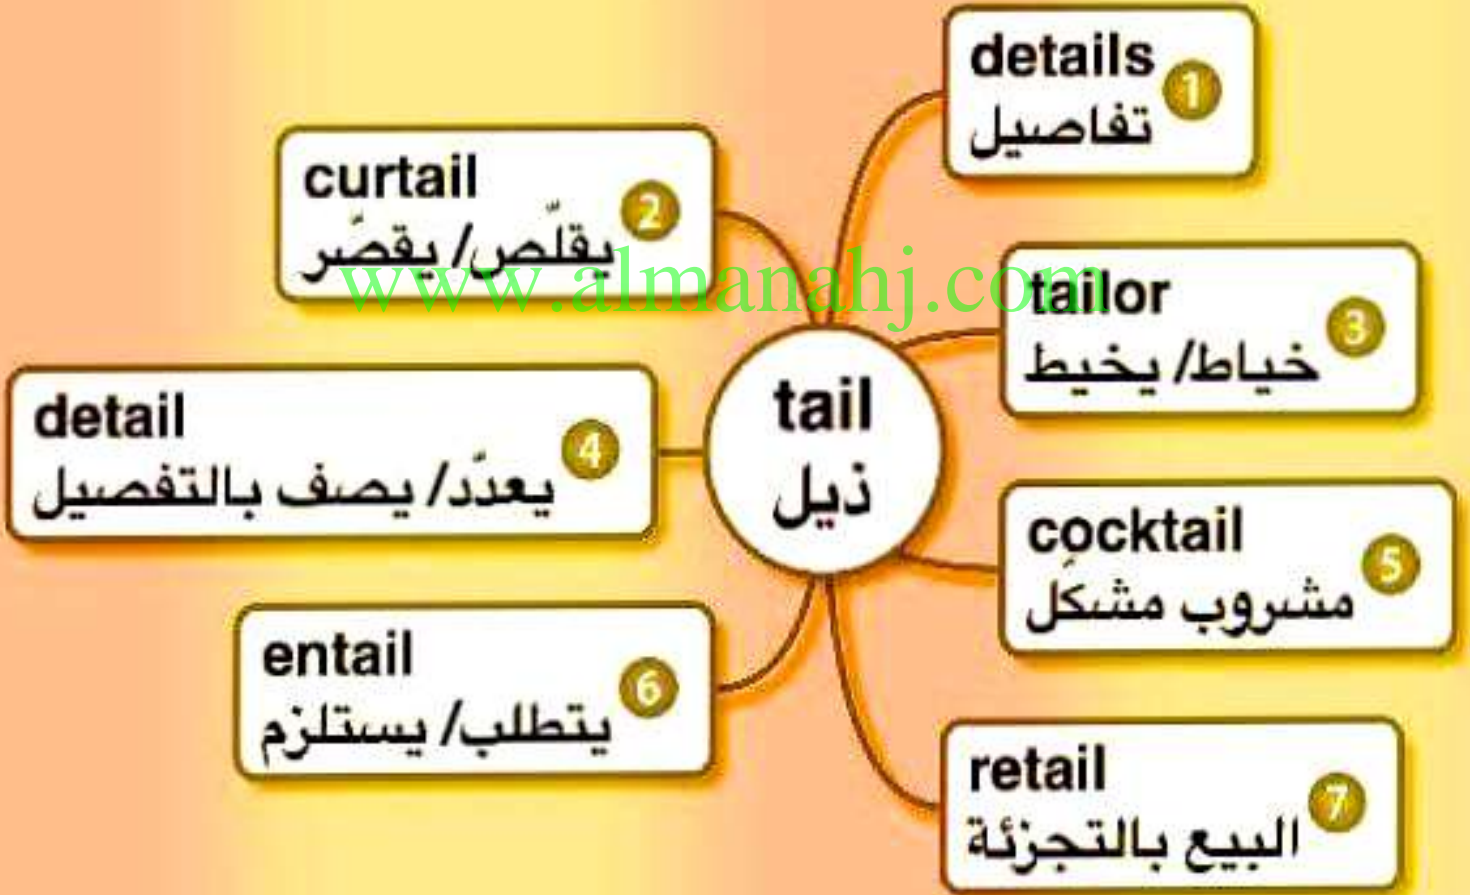 details
تفاصيل
1
curtail
يقلّص/ يقصّر
2
www.almanahj.com
tailor
خياط/ يخيط
3
tail
ذيل
detail
يعدّد/ يصف بالتفصيل
4
cocktail
مشروب مشكَل
5
entail
يتطلب/ يستلزم
6
retail
البيع بالتجزئة
7